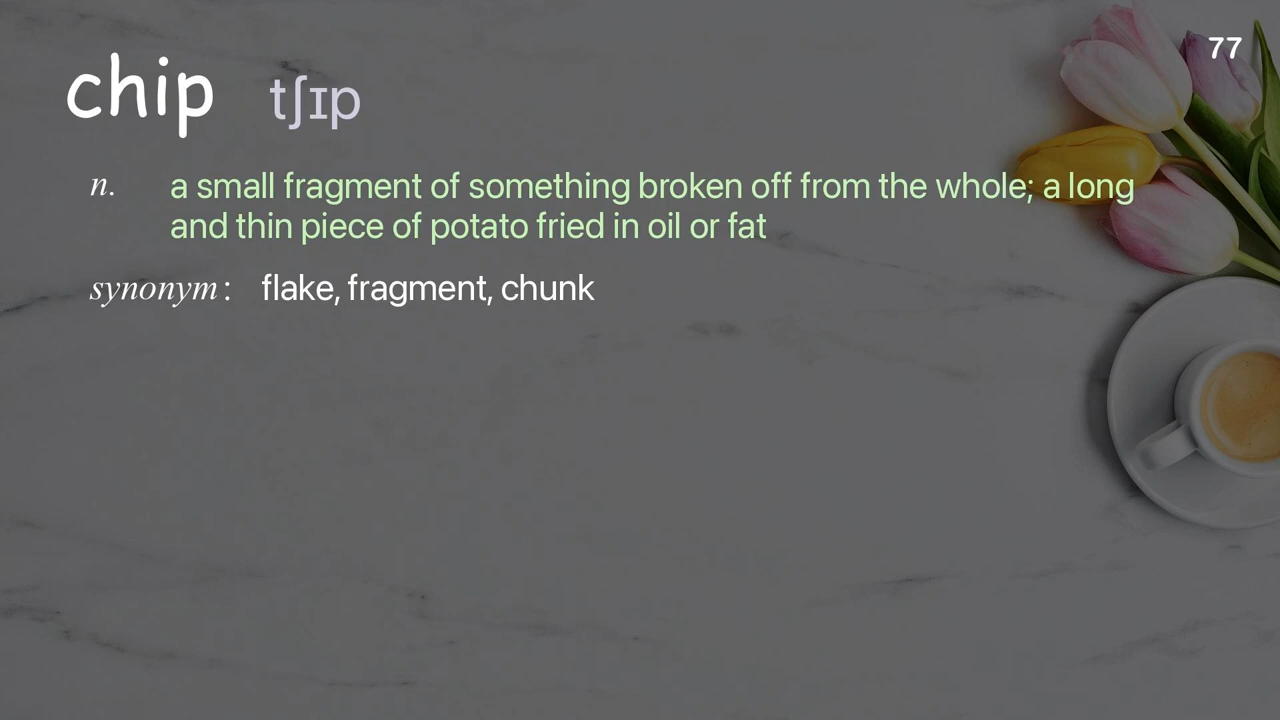 77
chip tʃɪp
n. a small fragment of something broken off from the whole; a long
and thin piece of potato fried in oil or fat
synonym: flake, fragment, chunk